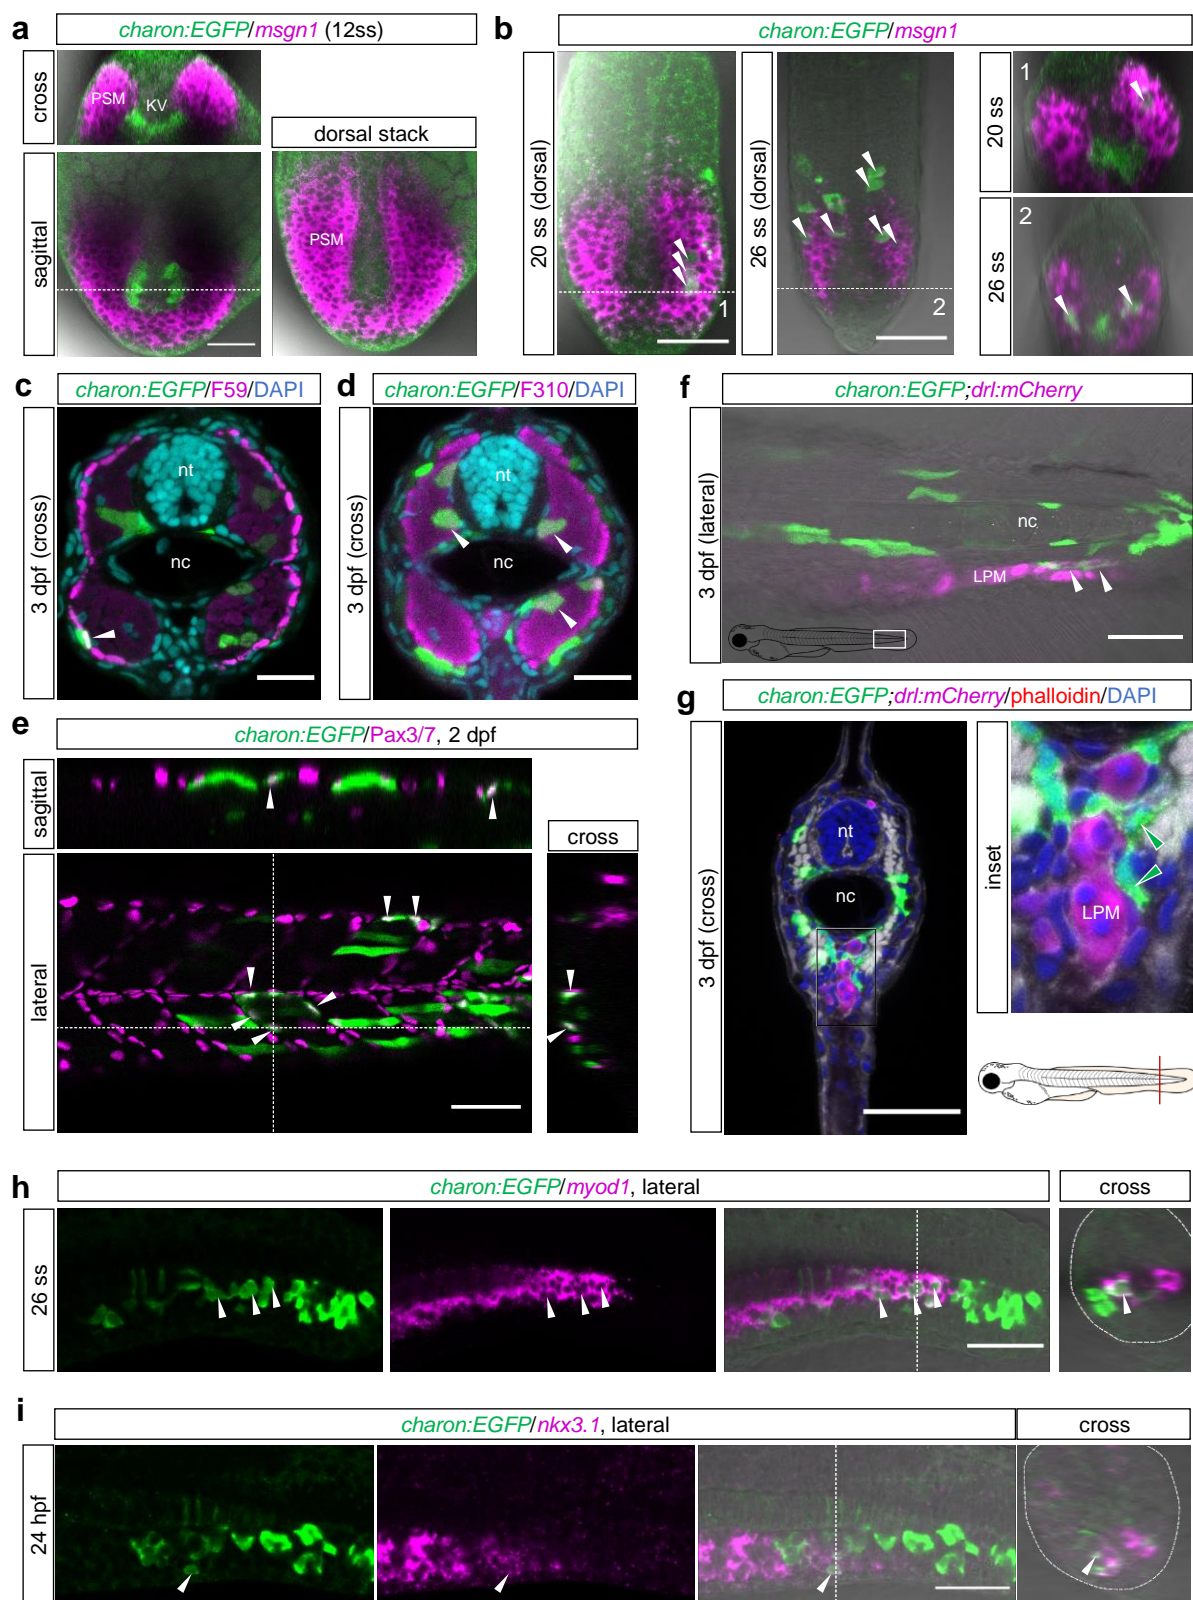 a
charon:EGFP/msgn1 (12ss)
cross
PSM
KV
dorsal stack
sagittal
PSM
b
charon:EGFP/msgn1
20 ss (dorsal)
1
26 ss (dorsal)
2
20 ss
1
26 ss
2
c
charon:EGFP/F59/DAPI
3 dpf (cross)
nt
nc
d
charon:EGFP/F310/DAPI
3 dpf (cross)
nt
nc
f
charon:EGFP;drl:mCherry
3 dpf (lateral)
nc
LPM
e
charon:EGFP/Pax3/7, 2 dpf
sagittal
lateral
cross
g
charon:EGFP;drl:mCherry/phalloidin/DAPI
3 dpf (cross)
nt
nc
inset
LPM
h
charon:EGFP/myod1, lateral
cross
26 ss
i
charon:EGFP/nkx3.1, lateral
cross
24 hpf